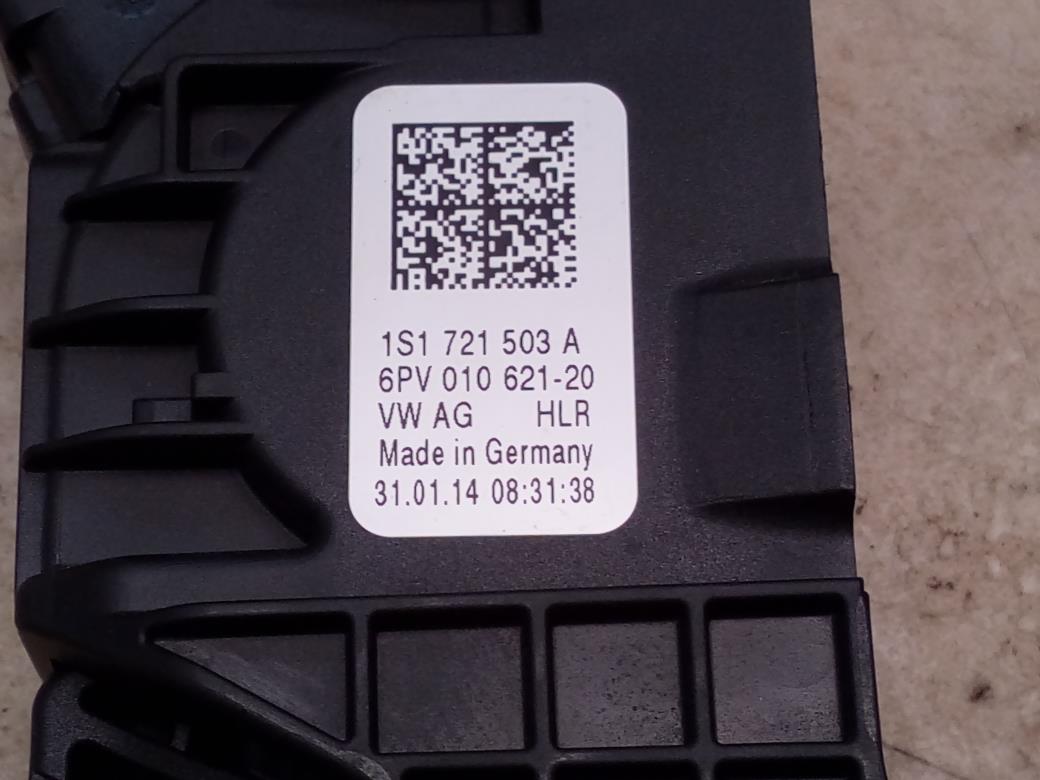 1S1 721 503 A
6PV 010 621-20
VW AG HLR
Made in Germany
31.01.14 08:31:38